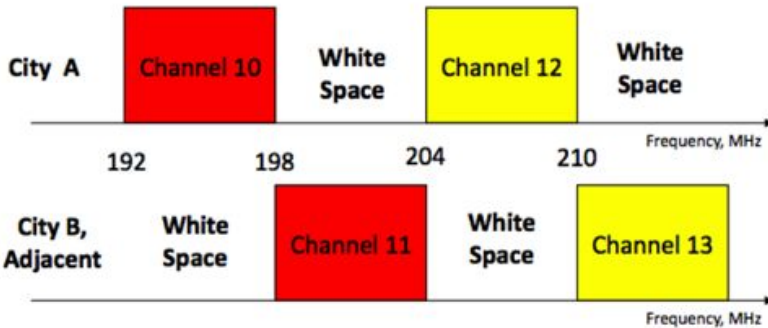 City A
Channel 10
White
Space
Channel 12
White
Space
Frequency, MHz
192
198
204
210
City B,
Adjacent
White
Space
Channel 11
White
Space
Channel 13
Frequency, MHz